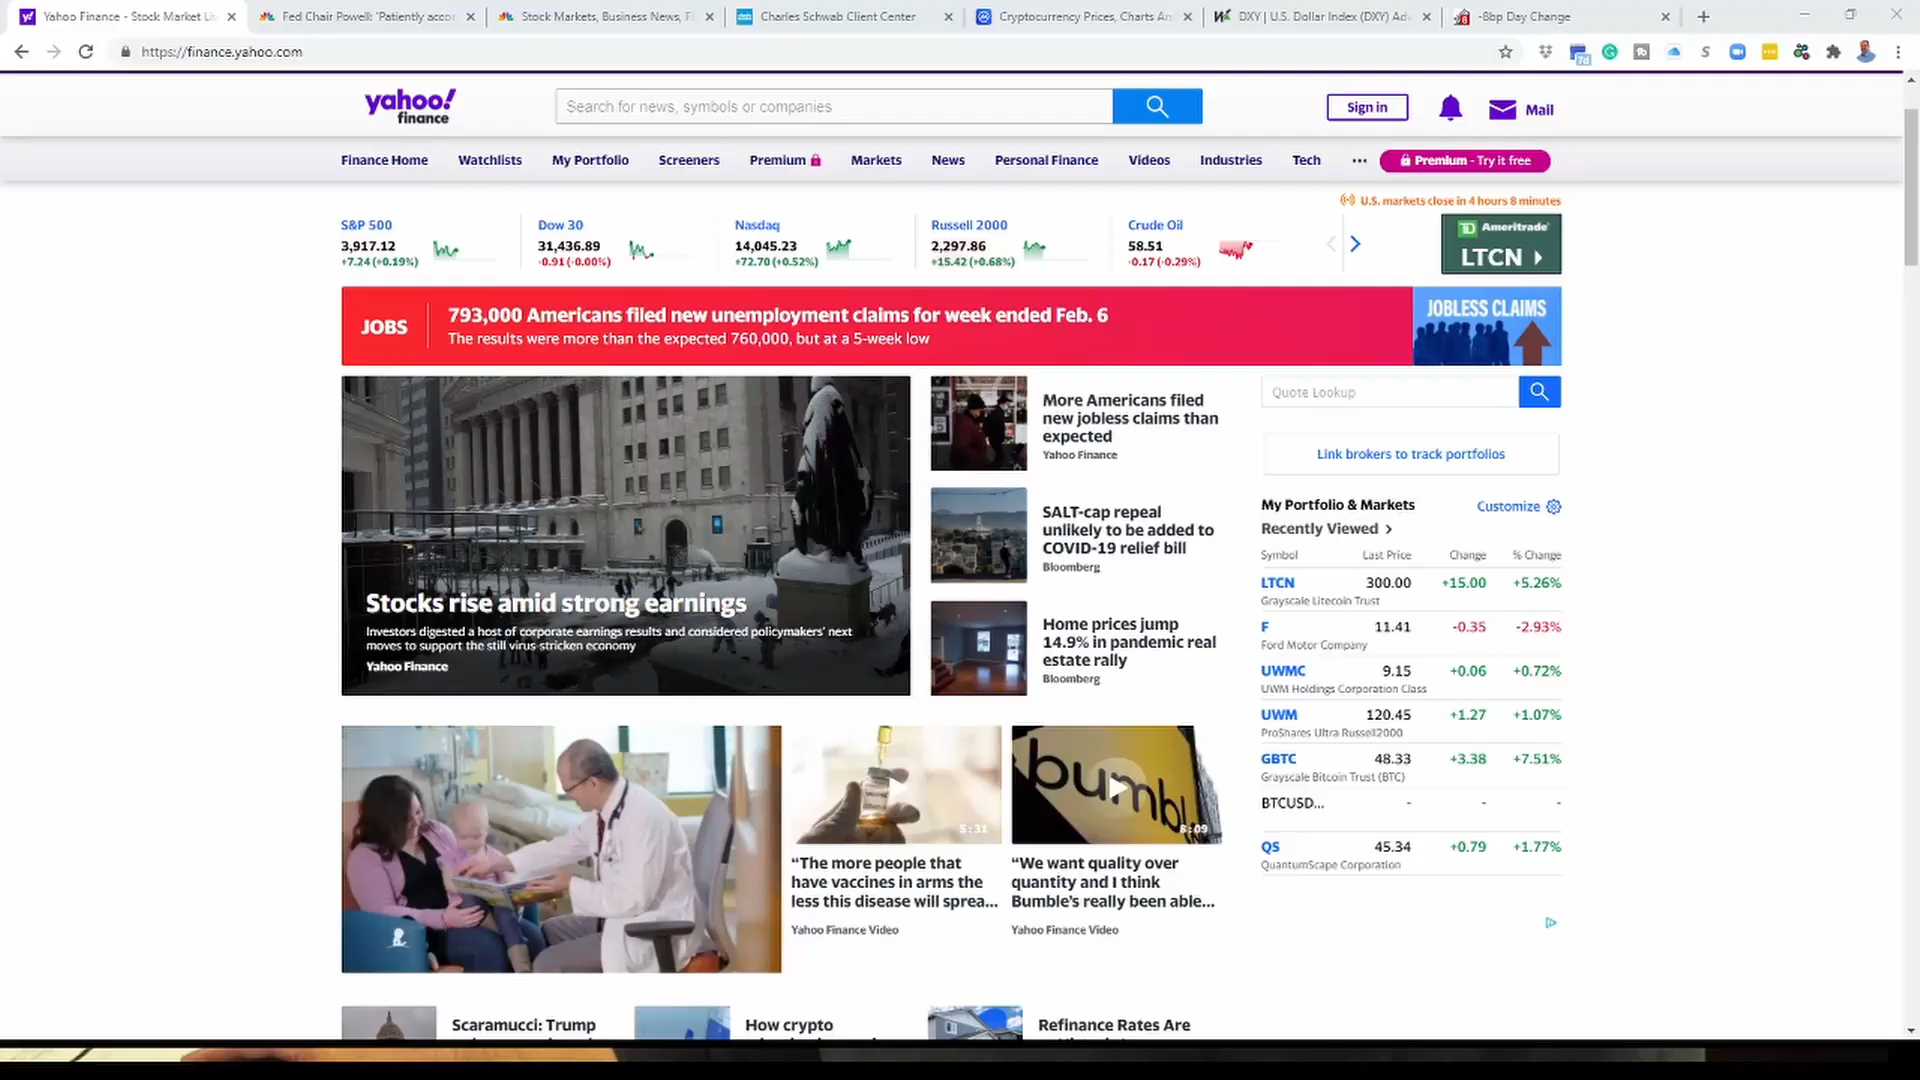 Yahoo Finance - Stock Market Li
Fed Chair Powell: 'Patiently accor
Stock Markets, Business News, Fi
Charles Schwab Client Center
Cryptocurrency Prices, Charts An
DXY | U.S. Dollar Index (DXY) Adv
-8bp Day Change
https://finance.yahoo.com
7d
yahoo!
finance
Search for news, symbols or companies
Sign in
Mail
Finance Home
Watchlists
My Portfolio
Screeners
Premium
Markets
News
Personal Finance
Videos
Industries
Tech
Premium - Try it free
U.S. markets close in 4 hours 8 minutes
S&P 500
3,917.12
+7.24 (+0.19%)
Dow 30
31,436.89
-0.91 (-0.00%)
Nasdaq
14,045.23
+72.70 (+0.52%)
Russell 2000
2,297.86
+15.42 (+0.68%)
Crude Oil
58.51
-0.17 (-0.29%)
TD Ameritrade
LTCN
JOBS
793,000 Americans filed new unemployment claims for week ended Feb. 6
The results were more than the expected 760,000, but at a 5-week low
JOBLESS CLAIMS
Stocks rise amid strong earnings
Investors digested a host of corporate earnings results and considered policymakers' next
moves to support the still virus-stricken economy
Yahoo Finance
More Americans filed
new jobless claims than
expected
Yahoo Finance
SALT-cap repeal
unlikely to be added to
COVID-19 relief bill
Bloomberg
Home prices jump
14.9% in pandemic real
estate rally
Bloomberg
Quote Lookup
Link brokers to track portfolios
My Portfolio & Markets
Customize
Recently Viewed
Symbol Last Price Change % Change
LTCN 300.00 +15.00 +5.26%
Grayscale Litecoin Trust
F 11.41 -0.35 -2.93%
Ford Motor Company
UWMC 9.15 +0.06 +0.72%
UWM Holdings Corporation Class
UWM 120.45 +1.27 +1.07%
ProShares Ultra Russell2000
GBTC 48.33 +3.38 +7.51%
Grayscale Bitcoin Trust (BTC)
BTCUSD... - - -
QS 45.34 +0.79 +1.77%
QuantumScape Corporation
5:31
"The more people that
have vaccines in arms the
less this disease will sprea...
Yahoo Finance Video
bumbl
8:09
"We want quality over
quantity and I think
Bumble's really been able...
Yahoo Finance Video
Scaramucci: Trump
How crypto
Refinance Rates Are